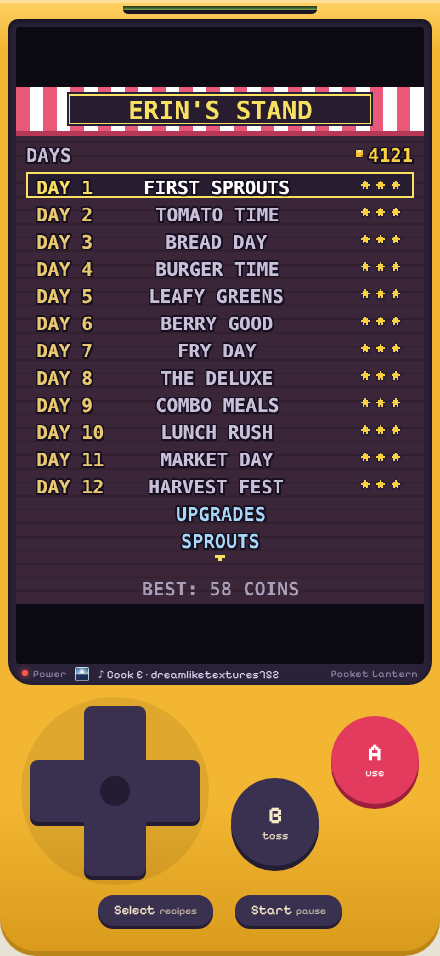 ERIN'S STAND
DAYS 4121
DAY 1 FIRST SPROUTS
DAY 2 TOMATO TIME
DAY 3 BREAD DAY
DAY 4 BURGER TIME
DAY 5 LEAFY GREENS
DAY 6 BERRY GOOD
DAY 7 FRY DAY
DAY 8 THE DELUXE
DAY 9 COMBO MEALS
DAY 10 LUNCH RUSH
DAY 11 MARKET DAY
DAY 12 HARVEST FEST
UPGRADES
SPROUTS
BEST: 58 COINS
Power ♪ Cook E · dreamliketextures792 Pocket Lantern
A
use
B
toss
Select recipes Start pause